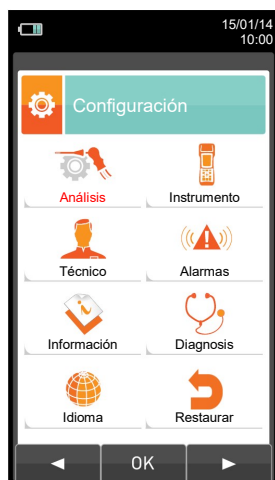 15/01/14
10:00
Configuración
Análisis
Instrumento
Técnico
Alarmas
Información
Diagnosis
Idioma
Restaurar
OK